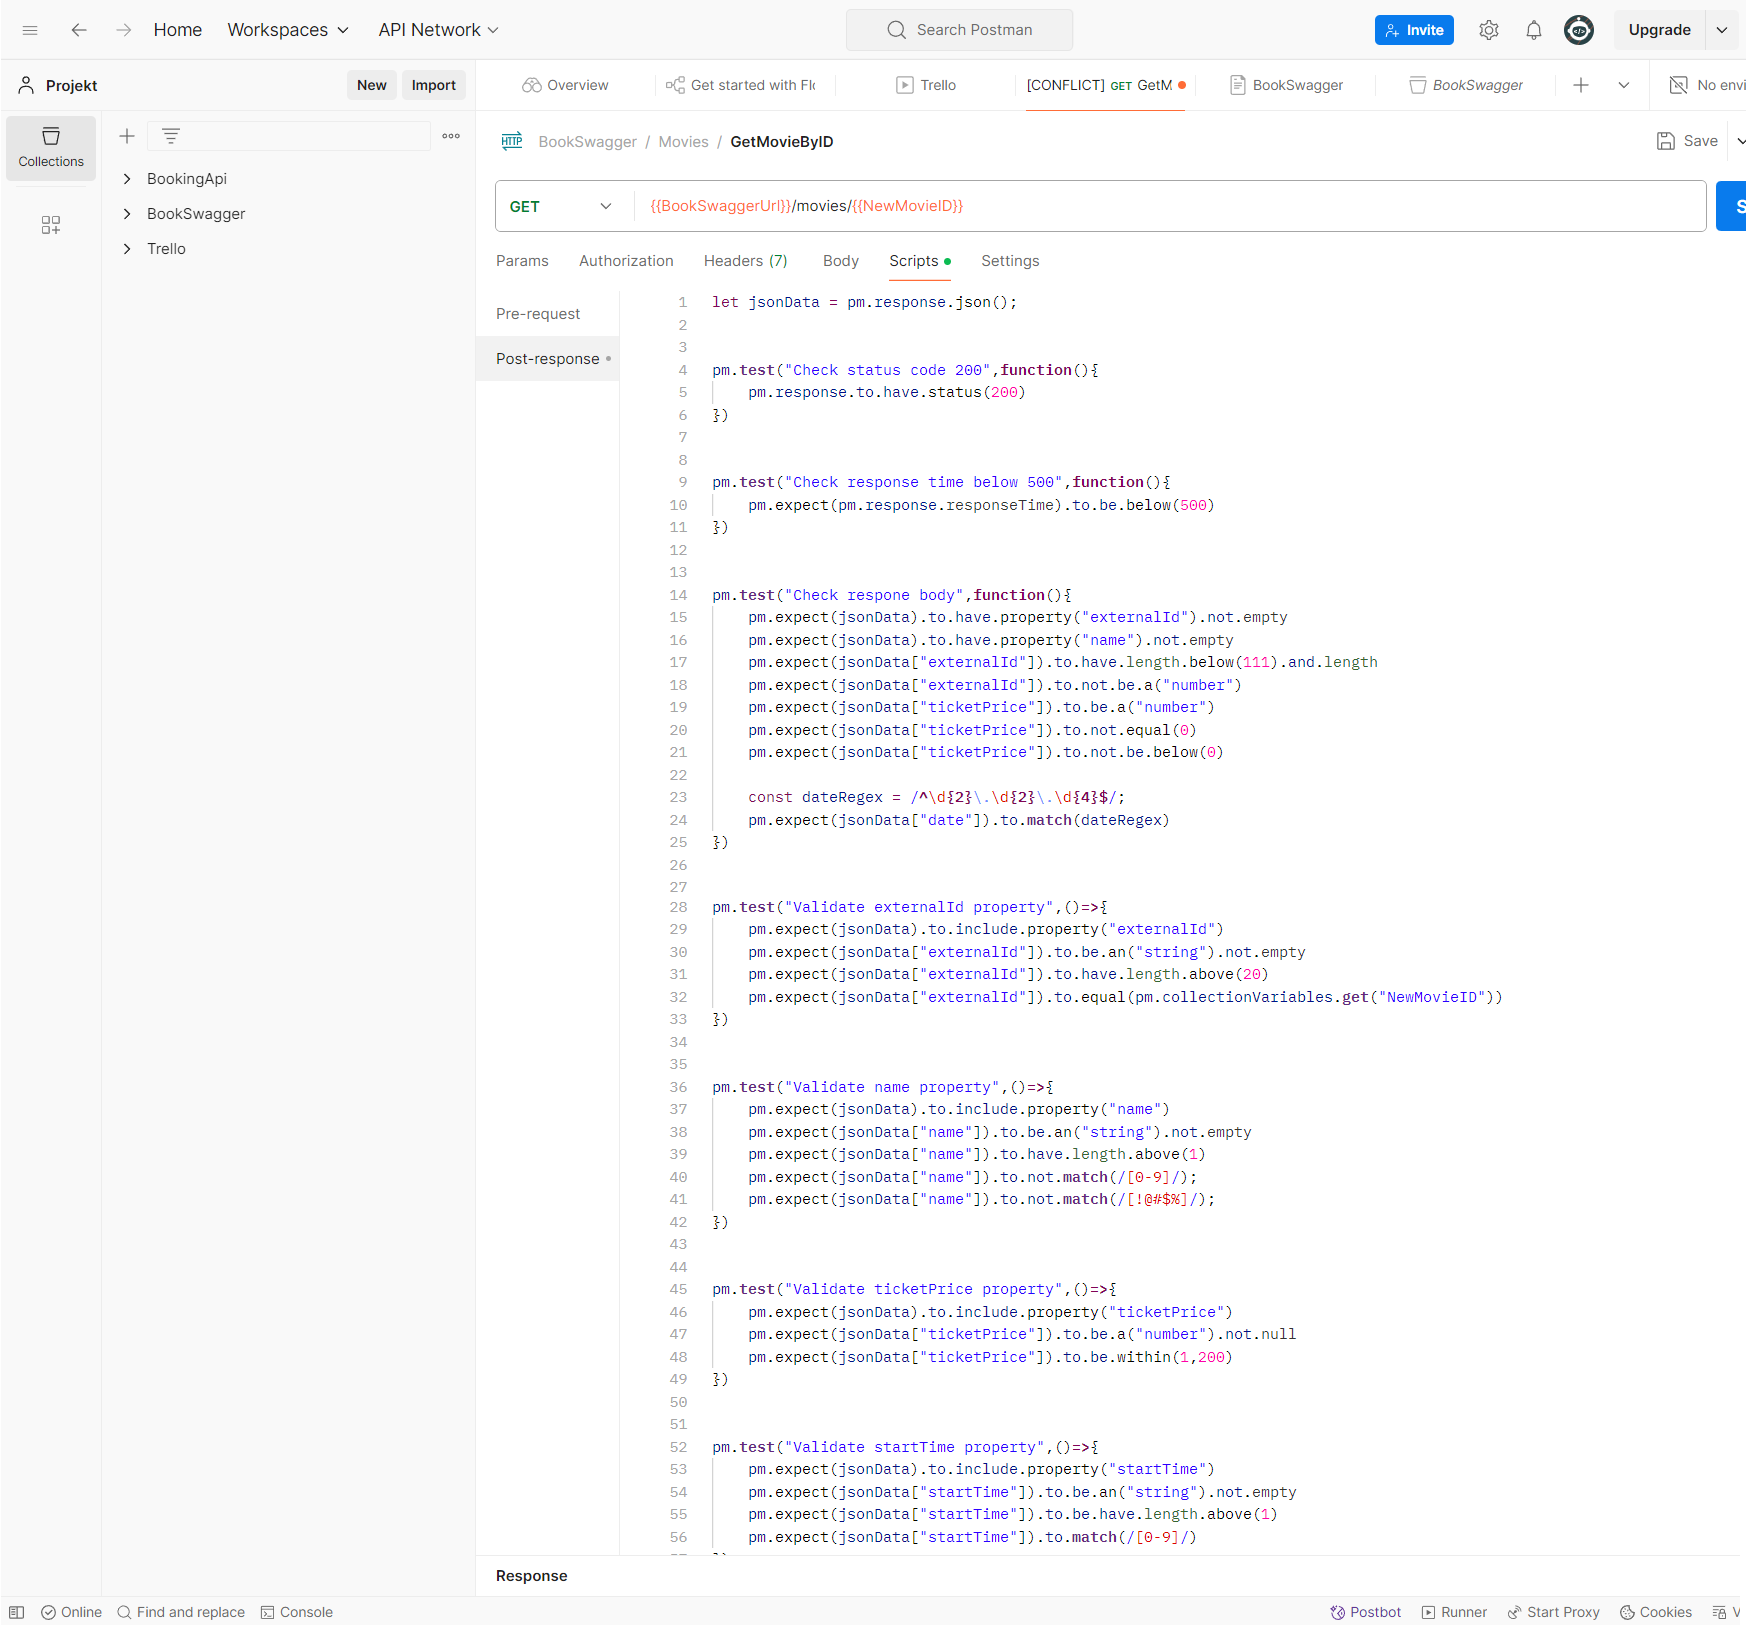 Home Workspaces API Network Search Postman Invite Upgrade
Projekt New Import Overview Get started with Flo Trello [CONFLICT] GET GetM BookSwagger BookSwagger No envi
Collections
BookingApi
BookSwagger
Trello
HTTP BookSwagger / Movies / GetMovieByID Save
GET {{BookSwaggerUrl}}/movies/{{NewMovieID}} S
Params Authorization Headers (7) Body Scripts Settings
Pre-request
Post-response
1 let jsonData = pm.response.json();
2
3
4 pm.test("Check status code 200",function(){
5 pm.response.to.have.status(200)
6 })
7
8
9 pm.test("Check response time below 500",function(){
10 pm.expect(pm.response.responseTime).to.be.below(500)
11 })
12
13
14 pm.test("Check respone body",function(){
15 pm.expect(jsonData).to.have.property("externalId").not.empty
16 pm.expect(jsonData).to.have.property("name").not.empty
17 pm.expect(jsonData["externalId"]).to.have.length.below(111).and.length
18 pm.expect(jsonData["externalId"]).to.not.be.a("number")
19 pm.expect(jsonData["ticketPrice"]).to.be.a("number")
20 pm.expect(jsonData["ticketPrice"]).to.not.equal(0)
21 pm.expect(jsonData["ticketPrice"]).to.not.be.below(0)
22
23 const dateRegex = /^\d{2}\.\d{2}\.\d{4}$/;
24 pm.expect(jsonData["date"]).to.match(dateRegex)
25 })
26
27
28 pm.test("Validate externalId property",()=>{
29 pm.expect(jsonData).to.include.property("externalId")
30 pm.expect(jsonData["externalId"]).to.be.an("string").not.empty
31 pm.expect(jsonData["externalId"]).to.have.length.above(20)
32 pm.expect(jsonData["externalId"]).to.equal(pm.collectionVariables.get("NewMovieID"))
33 })
34
35
36 pm.test("Validate name property",()=>{
37 pm.expect(jsonData).to.include.property("name")
38 pm.expect(jsonData["name"]).to.be.an("string").not.empty
39 pm.expect(jsonData["name"]).to.have.length.above(1)
40 pm.expect(jsonData["name"]).to.not.match(/[0-9]/);
41 pm.expect(jsonData["name"]).to.not.match(/[!@#$%]/);
42 })
43
44
45 pm.test("Validate ticketPrice property",()=>{
46 pm.expect(jsonData).to.include.property("ticketPrice")
47 pm.expect(jsonData["ticketPrice"]).to.be.a("number").not.null
48 pm.expect(jsonData["ticketPrice"]).to.be.within(1,200)
49 })
50
51
52 pm.test("Validate startTime property",()=>{
53 pm.expect(jsonData).to.include.property("startTime")
54 pm.expect(jsonData["startTime"]).to.be.an("string").not.empty
55 pm.expect(jsonData["startTime"]).to.be.have.length.above(1)
56 pm.expect(jsonData["startTime"]).to.match(/[0-9]/)
Response
Online Find and replace Console Postbot Runner Start Proxy Cookies V